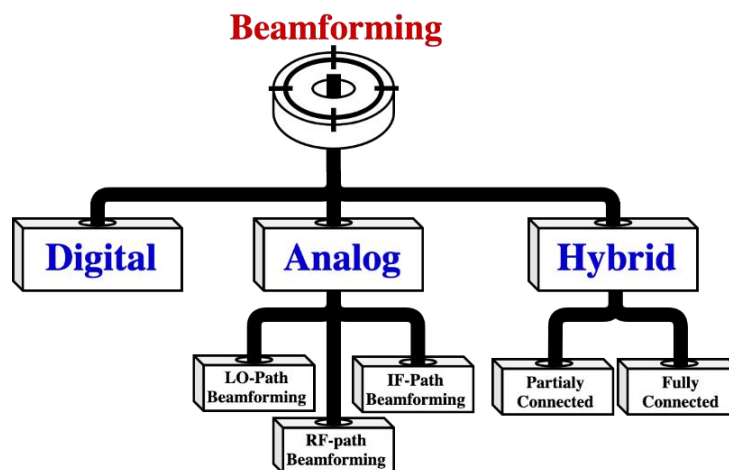 Beamforming
Digital
Analog
Hybrid
LO-Path
Beamforming
IF-Path
Beamforming
RF-path
Beamforming
Partialy
Connected
Fully
Connected